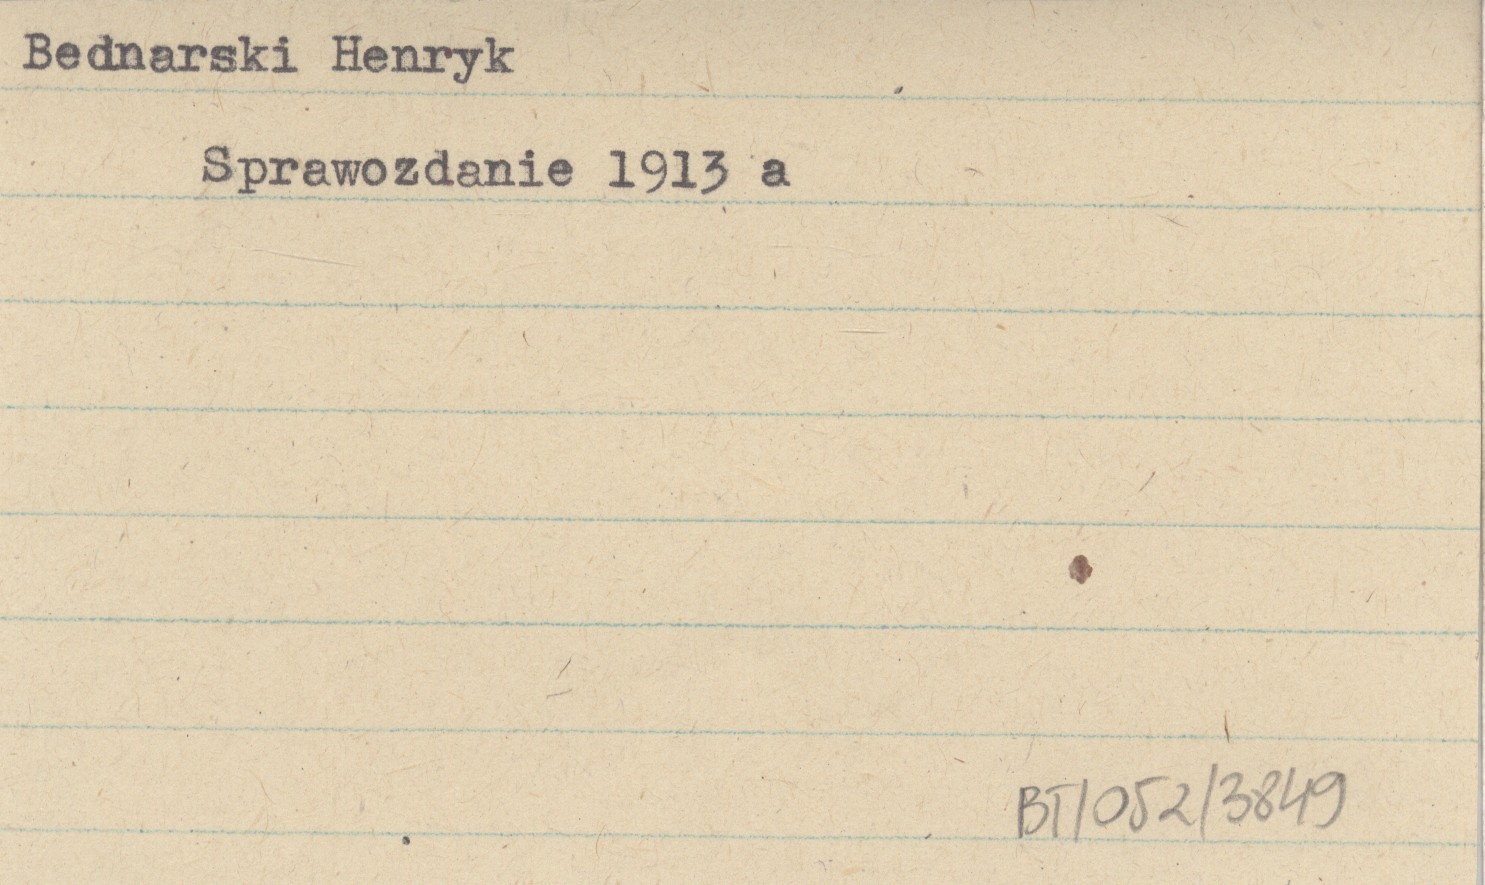 Bednarski Henryk
Sprawozdanie 1913 a
BT/052/3849